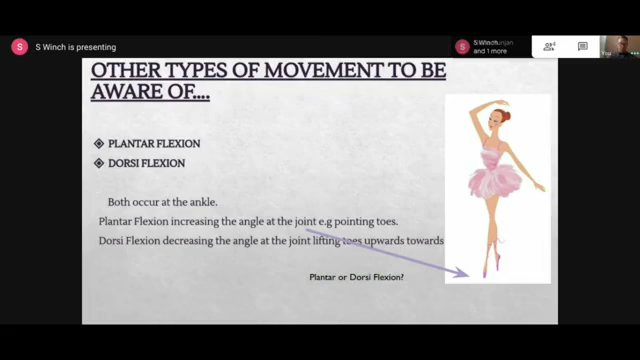 S
S Winch is presenting
S
S Winch
and 1 more
You
OTHER TYPES OF MOVEMENT TO BE
AWARE OF....
PLANTAR FLEXION
DORSI FLEXION
Both occur at the ankle.
Plantar Flexion increasing the angle at the joint e.g pointing toes.
Dorsi Flexion decreasing the angle at the joint lifting toes upwards towards
Plantar or Dorsi Flexion?